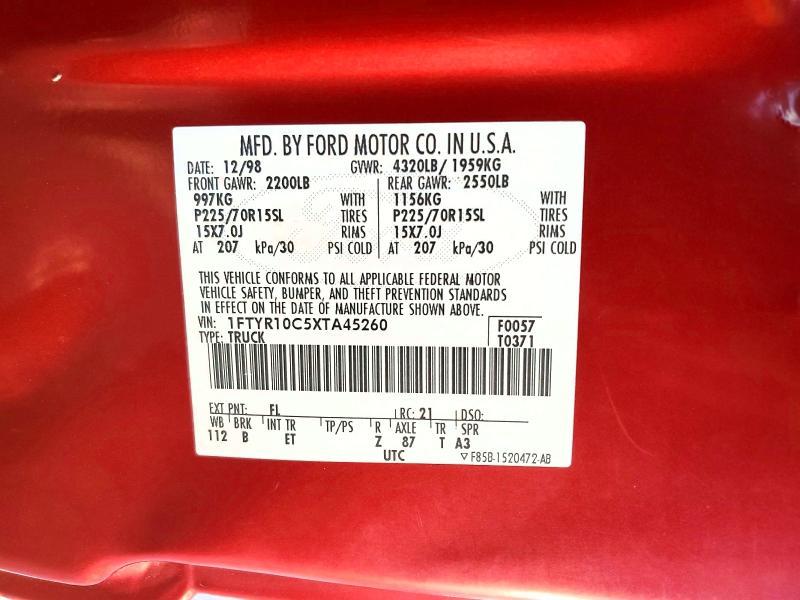 MFD. BY FORD MOTOR CO. IN U.S.A.
DATE: 12/98 GVWR: 4320LB/ 1959KG
FRONT GAWR: 2200LB REAR GAWR: 2550LB
997KG WITH 1156KG WITH
P225/70R15SL TIRES P225/70R15SL TIRES
15X7.0J RIMS 15X7.0J RIMS
AT 207 kPa/30 PSI COLD AT 207 kPa/30 PSI COLD
THIS VEHICLE CONFORMS TO ALL APPLICABLE FEDERAL MOTOR
VEHICLE SAFETY, BUMPER, AND THEFT PREVENTION STANDARDS
IN EFFECT ON THE DATE OF MANUFACTURE SHOWN ABOVE.
VIN: 1FTYR10C5XTA45260 F0057
TYPE: TRUCK T0371
EXT PNT: FL RC: 21 DSO:
WB BRK INT TR TP/PS R AXLE TR SPR
112 B ET Z 87 T A3
UTC ▽F85B-1520472-AB